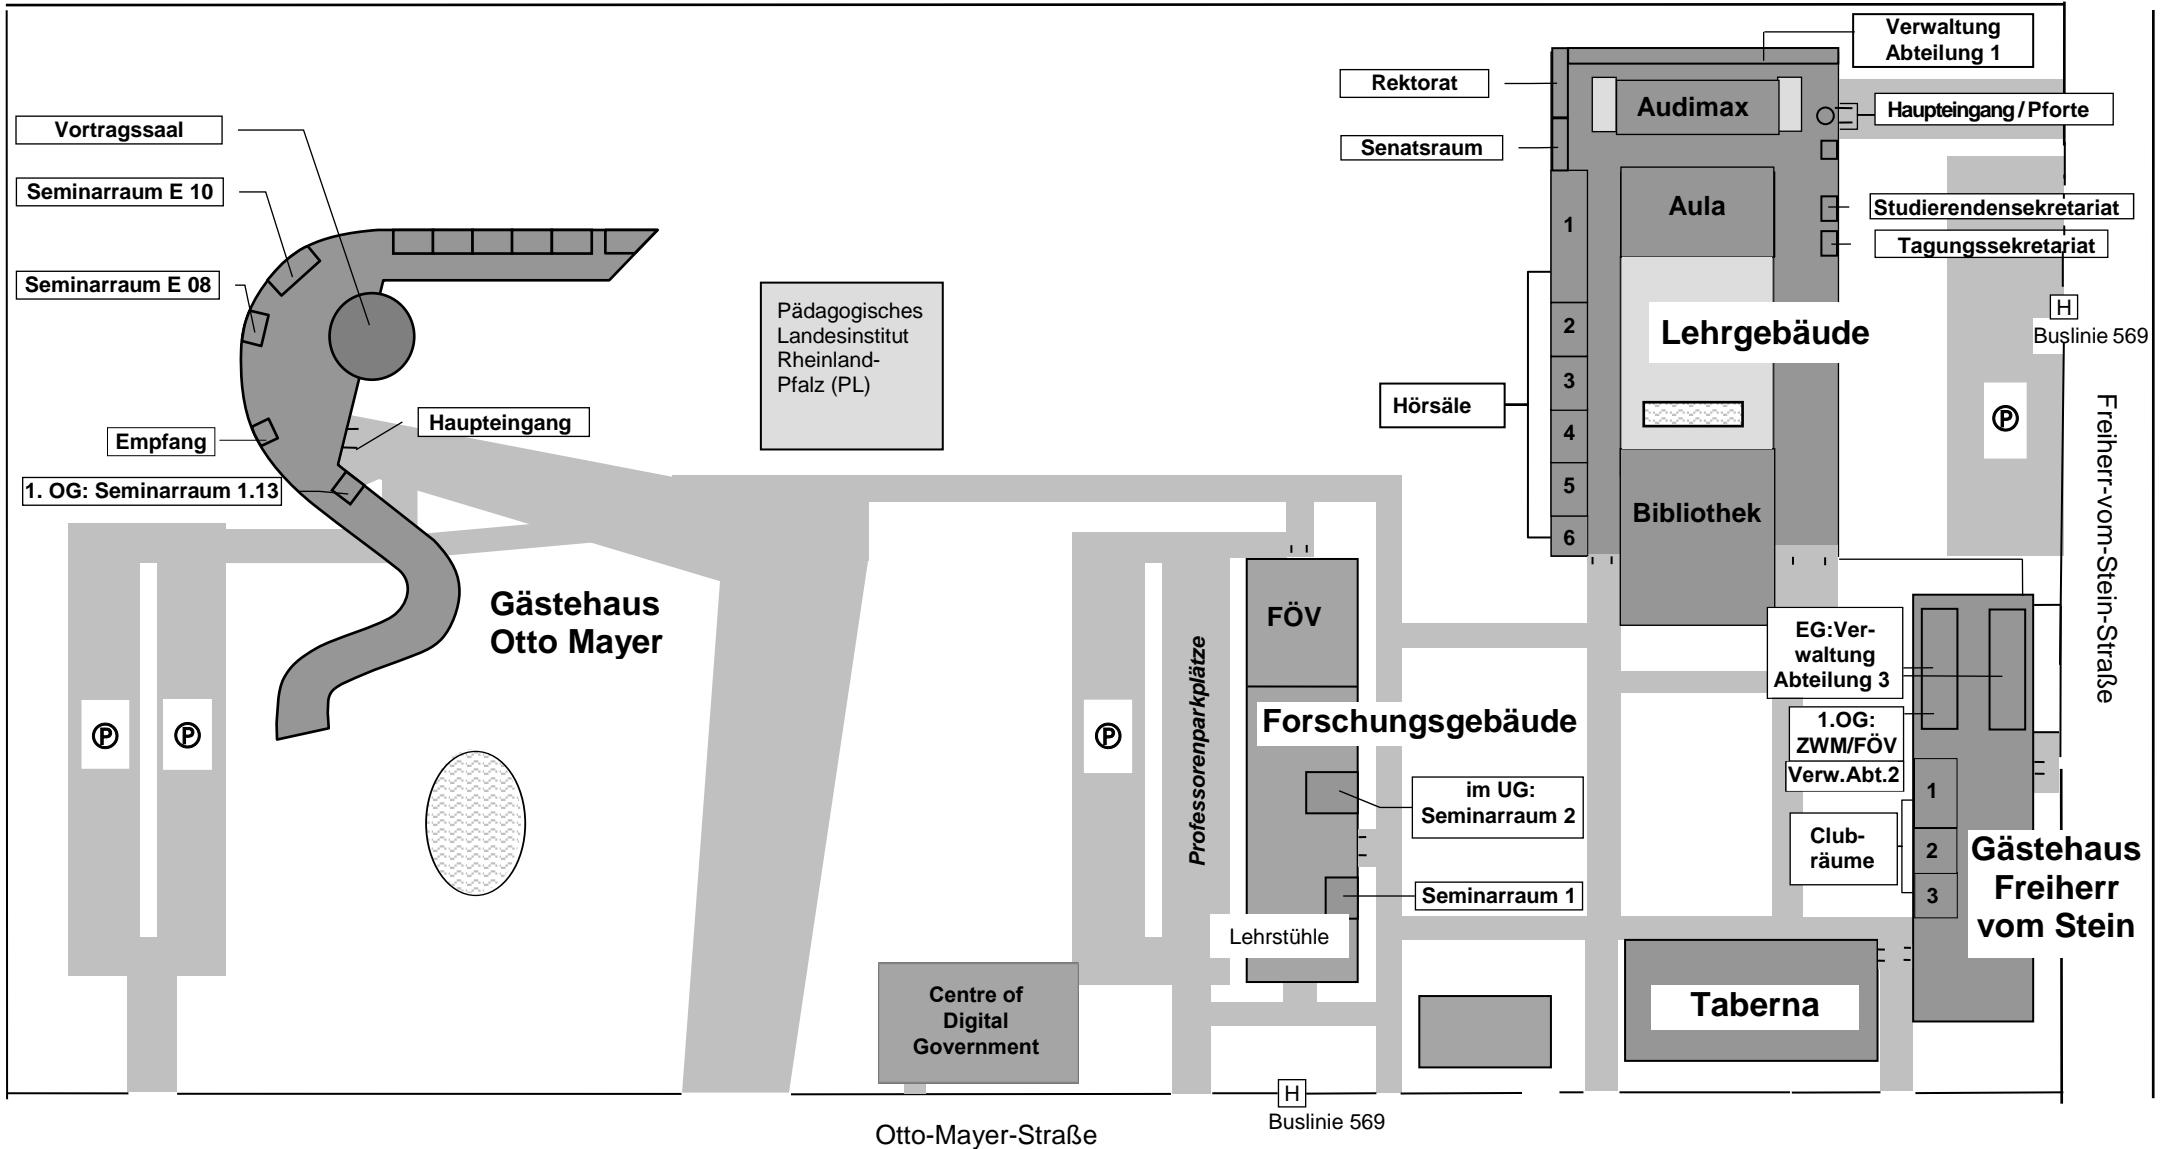 Verwaltung
Abteilung 1
Rektorat
Audimax
Haupteingang / Pforte
Senatsraum
Vortragssaal
Seminarraum E 10
Seminarraum E 08
Empfang
Haupteingang
1. OG: Seminarraum 1.13
Gästehaus
Otto Mayer
P
P
Pädagogisches
Landesinstitut
Rheinland-
Pfalz (PL)
Aula
Studierendensekretariat
Tagungssekretariat
1
2
3
4
5
6
Hörsäle
Lehrgebäude
Bibliothek
H
Buslinie 569
P
Freiherr-vom-Stein-Straße
FÖV
Professorenparkplätze
P
Forschungsgebäude
im UG:
Seminarraum 2
Seminarraum 1
Lehrstühle
EG:Ver-
waltung
Abteilung 3
1.OG:
ZWM/FÖV
Verw.Abt.2
1
2
3
Club-
räume
Gästehaus
Freiherr
vom Stein
Taberna
Centre of
Digital
Government
H
Buslinie 569
Otto-Mayer-Straße